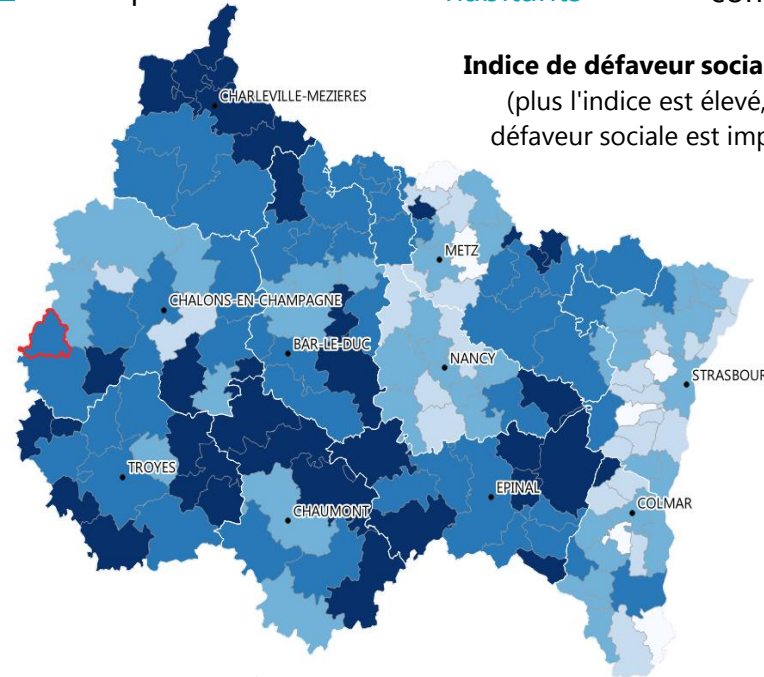 habitants
Indice de défaveur socia
(plus l'indice est élevé,
défaveur sociale est imp
CHARLEVILLE-MEZIERES
METZ
CHALONS-EN-CHAMPAGNE
BAR-LE-DUC
NANCY
STRASBOUR
TROYES
EPINAL
CHAUMONT
COLMAR